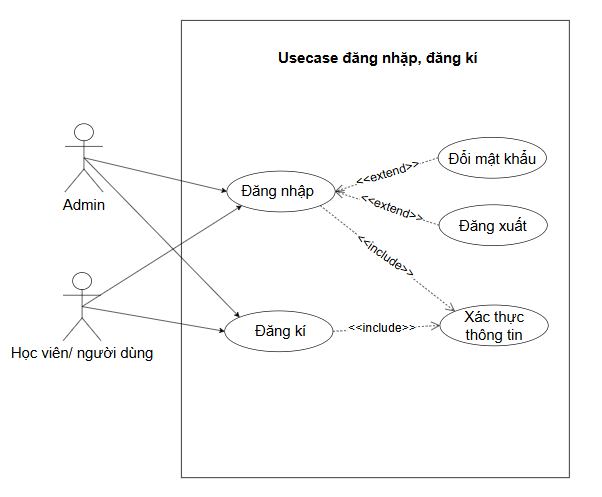 Usecase đăng nhập, đăng kí
Admin
Học viên/ người dùng
Đăng nhập
Đăng kí
<<extend>>
<<extend>>
<<include>>
<<include>>
Đổi mật khẩu
Đăng xuất
Xác thực
thông tin